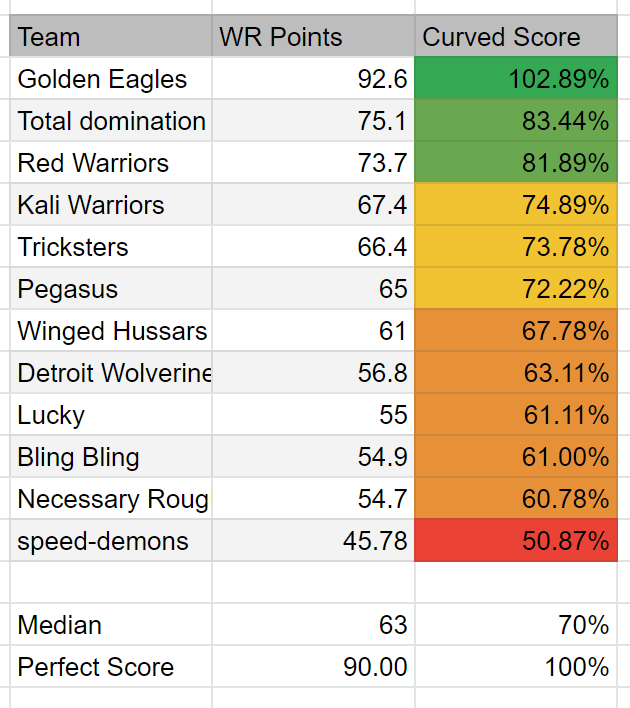 Team WR Points Curved Score
Golden Eagles 92.6 102.89%
Total domination 75.1 83.44%
Red Warriors 73.7 81.89%
Kali Warriors 67.4 74.89%
Tricksters 66.4 73.78%
Pegasus 65 72.22%
Winged Hussars 61 67.78%
Detroit Wolverine 56.8 63.11%
Lucky 55 61.11%
Bling Bling 54.9 61.00%
Necessary Roug 54.7 60.78%
speed-demons 45.78 50.87%
Median 63 70%
Perfect Score 90.00 100%